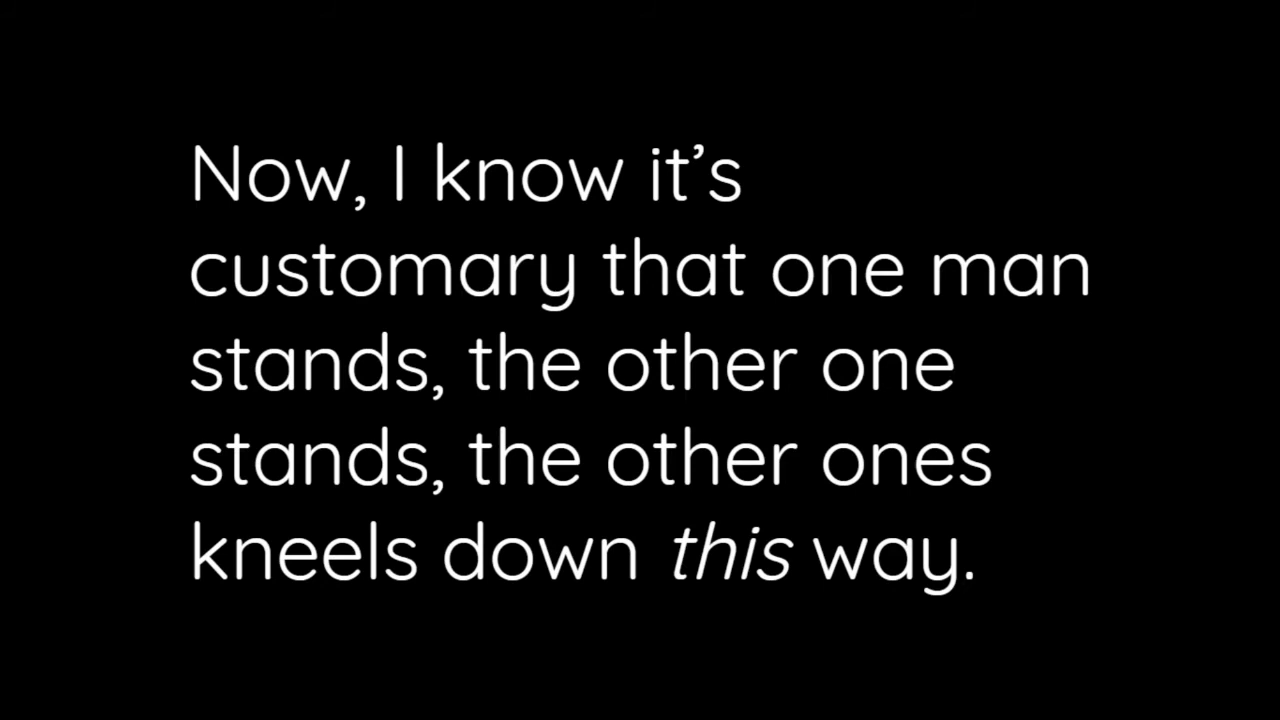 Now, I know it’s
customary that one man
stands, the other one
stands, the other ones
kneels down this way.